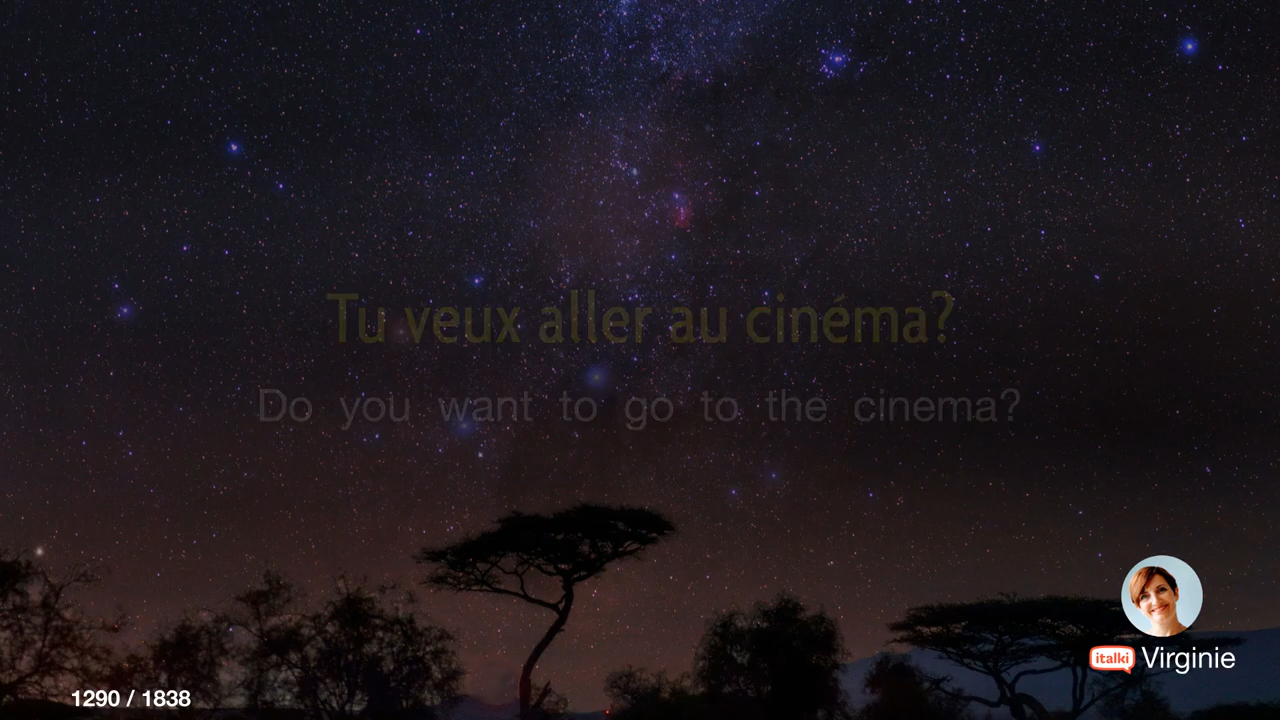 Tu veux aller au cinéma?
Do you want to go to the cinema?
italki Virginie
1290 / 1838